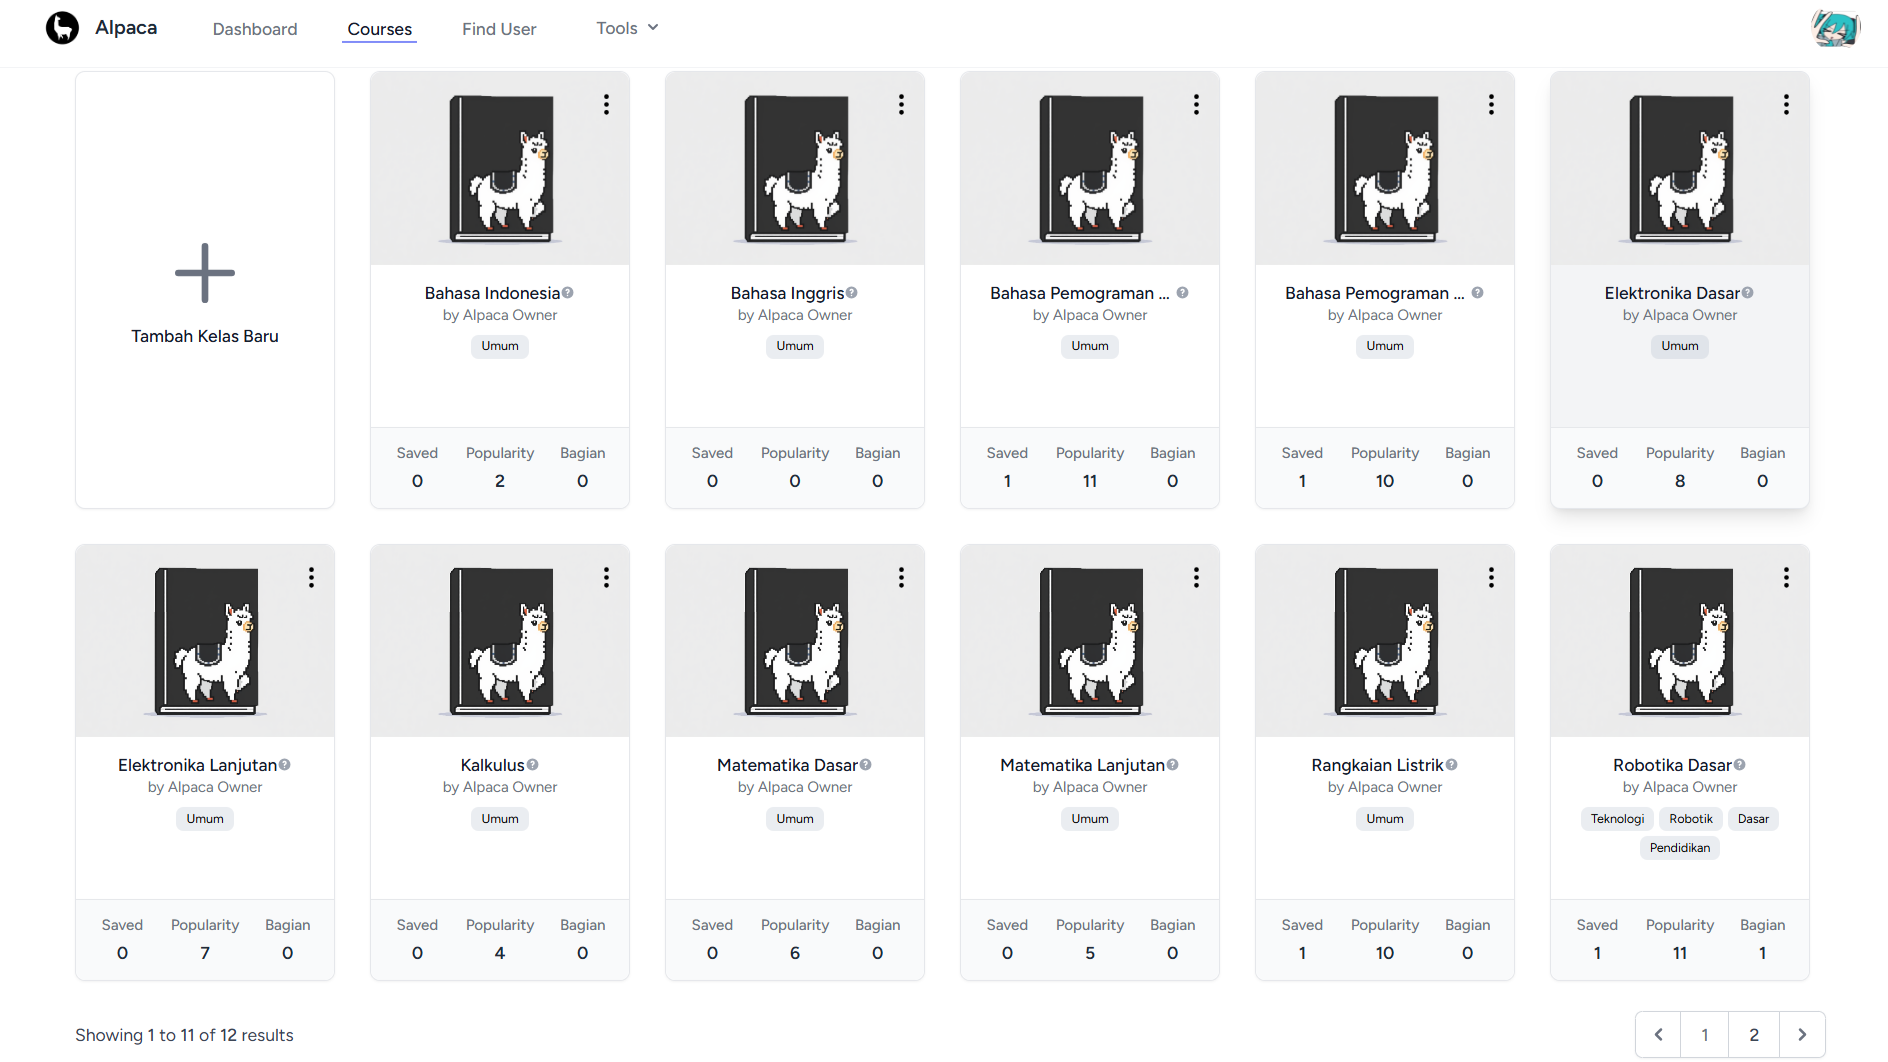 Alpaca Dashboard Courses Find User Tools
Tambah Kelas Baru
Bahasa Indonesia
by Alpaca Owner
Umum
Saved Popularity Bagian
0 2 0
Bahasa Inggris
by Alpaca Owner
Umum
Saved Popularity Bagian
0 0 0
Bahasa Pemograman ...
by Alpaca Owner
Umum
Saved Popularity Bagian
1 11 0
Bahasa Pemograman ...
by Alpaca Owner
Umum
Saved Popularity Bagian
1 10 0
Elektronika Dasar
by Alpaca Owner
Umum
Saved Popularity Bagian
0 8 0
Elektronika Lanjutan
by Alpaca Owner
Umum
Saved Popularity Bagian
0 7 0
Kalkulus
by Alpaca Owner
Umum
Saved Popularity Bagian
0 4 0
Matematika Dasar
by Alpaca Owner
Umum
Saved Popularity Bagian
0 6 0
Matematika Lanjutan
by Alpaca Owner
Umum
Saved Popularity Bagian
0 5 0
Rangkaian Listrik
by Alpaca Owner
Umum
Saved Popularity Bagian
1 10 0
Robotika Dasar
by Alpaca Owner
Teknologi Robotik Dasar
Pendidikan
Saved Popularity Bagian
1 11 1
Showing 1 to 11 of 12 results
1 2